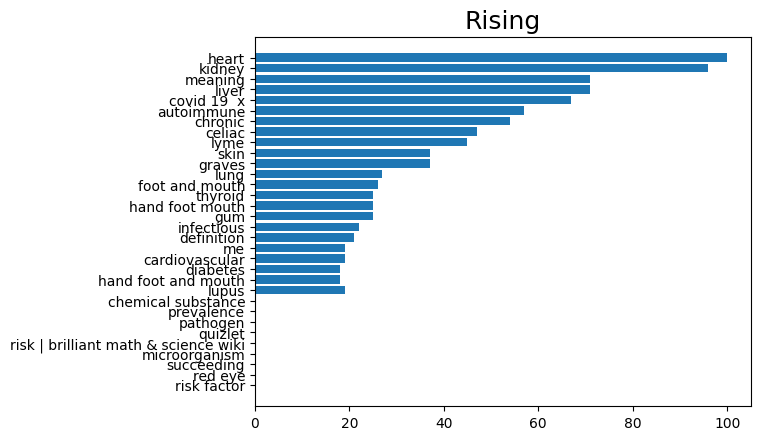 Rising
heart
kidney
meaning
liver
covid 19  x
autoimmune
chronic
celiac
lyme
skin
graves
lung
foot and mouth
thyroid
hand foot mouth
gum
infectious
definition
me
cardiovascular
diabetes
hand foot and mouth
lupus
chemical substance
prevalence
pathogen
quizlet
risk | brilliant math & science wiki
microorganism
succeeding
red eye
risk factor
0 20 40 60 80 100